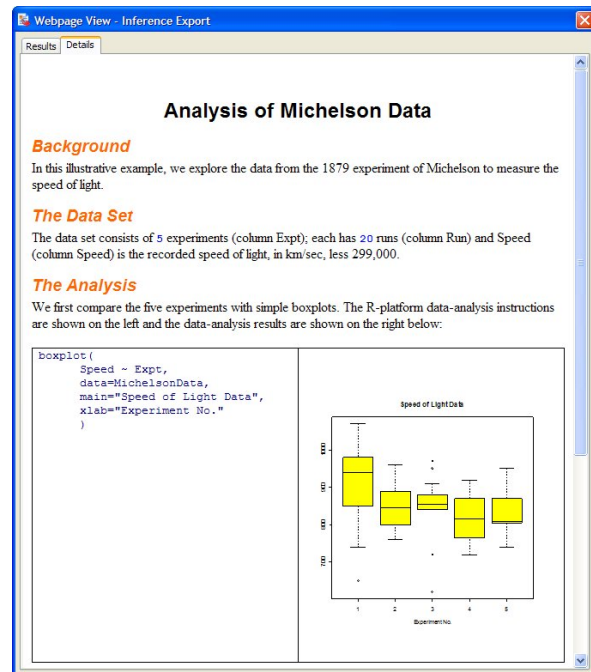 Webpage View - Inference Export
Results Details
Analysis of Michelson Data
Background
In this illustrative example, we explore the data from the 1879 experiment of Michelson to measure the
speed of light.
The Data Set
The data set consists of 5 experiments (column Expt); each has 20 runs (column Run) and Speed
(column Speed) is the recorded speed of light, in km/sec, less 299,000.
The Analysis
We first compare the five experiments with simple boxplots. The R-platform data-analysis instructions
are shown on the left and the data-analysis results are shown on the right below:
boxplot(
Speed ~ Expt,
data=MichelsonData,
main="Speed of Light Data",
xlab="Experiment No."
)
Speed of Light Data
1000
900
800
700
1 2 3 4 5
Experiment No.